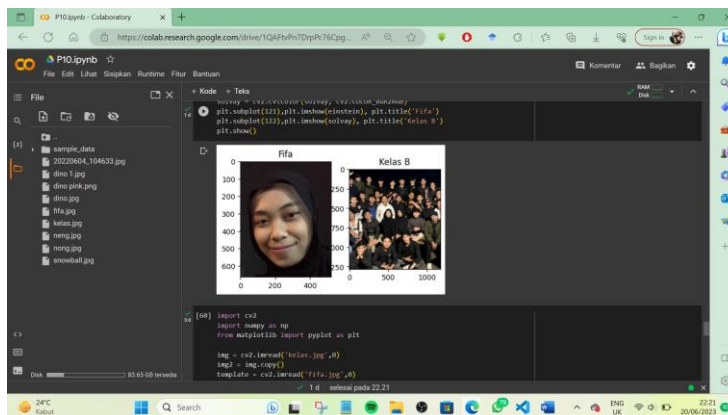 P10.ipynb - Colaboratory
https://colab.research.google.com/drive/1QAFtvPn7DrpPc76Cpg...
Sign in
P10.ipynb
File Edit Lihat Sisipkan Runtime Fitur Bantuan
Komentar
Bagikan
File
+ Kode + Teks
RAM
Disk
..
sample_data
20220604_104633.jpg
dino 1.jpg
dino pink.png
dino.jpg
fifa.jpg
kelas.jpg
neng.jpg
nong.jpg
snowball.jpg
Disk
83.65 GB tersedia
1d
plt.subplot(121),plt.imshow(einstein), plt.title('Fifa')
plt.subplot(122),plt.imshow(solvay), plt.title('Kelas B')
plt.show()
Fifa
Kelas B
0
100
200
300
400
500
600
0 200 400
0
250
500
750
0 500 1000
[60] import cv2
import numpy as np
from matplotlib import pyplot as plt
img = cv2.imread('kelas.jpg',0)
img2 = img.copy()
template = cv2.imread('fifa.jpg',0)
1 d selesai pada 22.21
24°C
Kabut
Search
ENG
UK
22:21